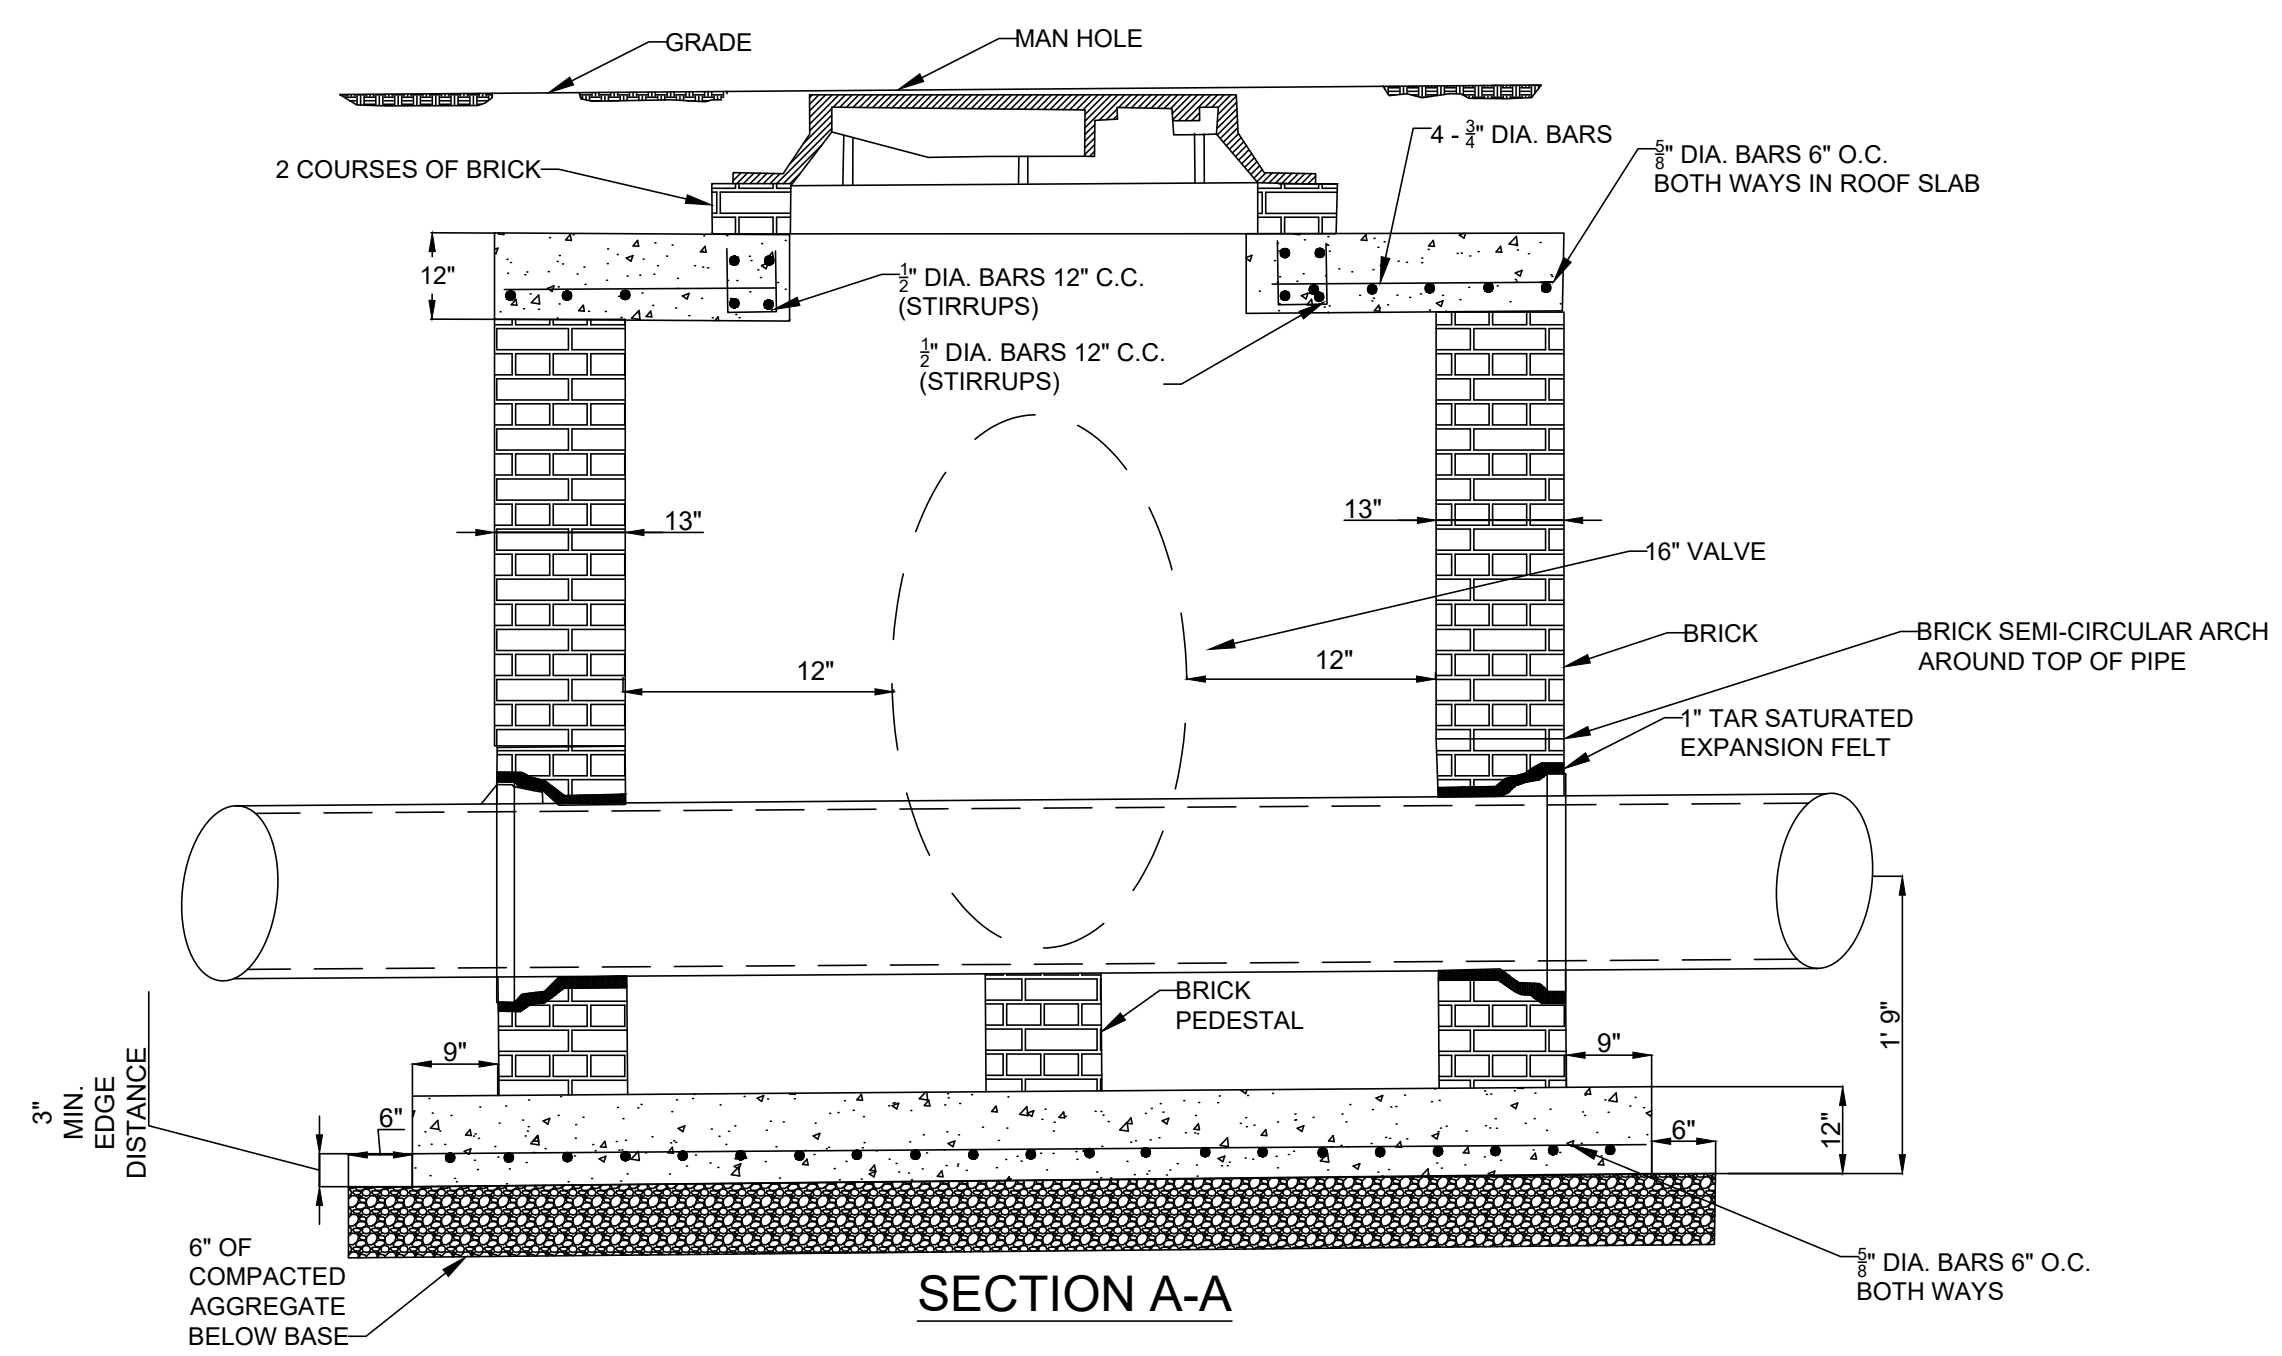 GRADE
MAN HOLE
2 COURSES OF BRICK
4 - 3/4" DIA. BARS
5/8" DIA. BARS 6" O.C.
BOTH WAYS IN ROOF SLAB
12"
1/2" DIA. BARS 12" C.C.
(STIRRUPS)
1/2" DIA. BARS 12" C.C.
(STIRRUPS)
13"
13"
16" VALVE
BRICK
BRICK SEMI-CIRCULAR ARCH
AROUND TOP OF PIPE
12"
12"
1" TAR SATURATED
EXPANSION FELT
BRICK
PEDESTAL
1' 9"
9"
9"
3"
MIN.
EDGE
DISTANCE
6"
6"
12"
6" OF
COMPACTED
AGGREGATE
BELOW BASE
5/8" DIA. BARS 6" O.C.
BOTH WAYS
SECTION A-A